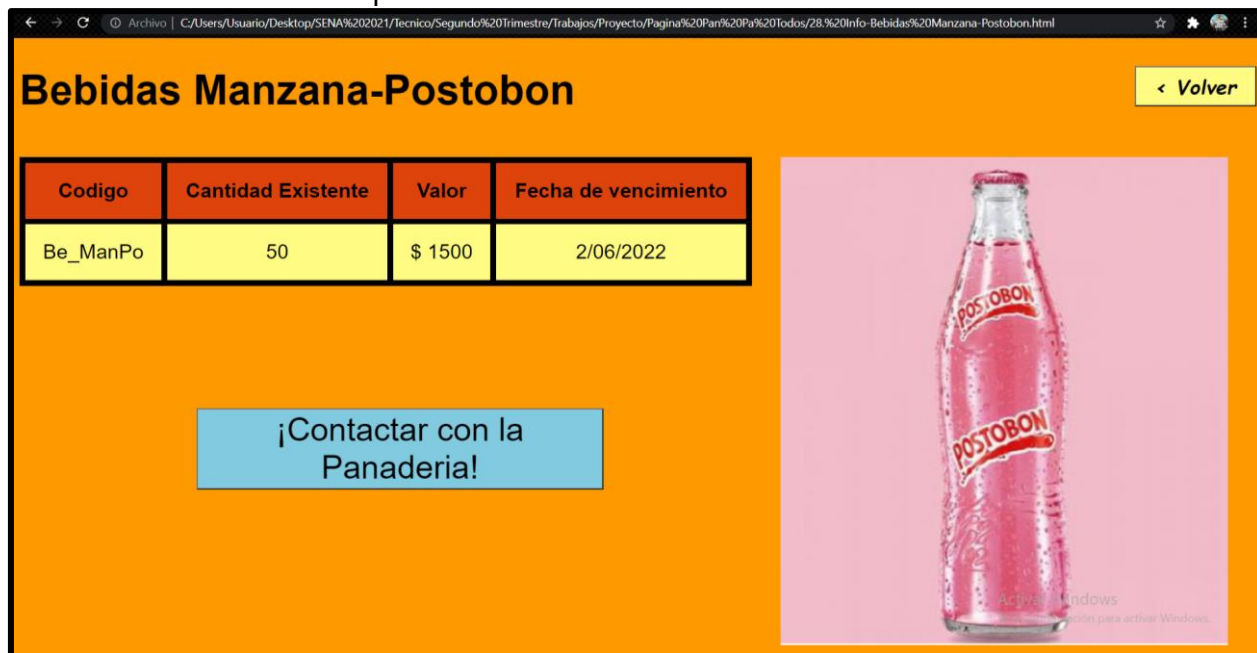 Archivo | C:/Users/Usuario/Desktop/SENA%202021/Tecnico/Segundo%20Trimestre/Trabajos/Proyecto/Pagina%20Pan%20Pa%20Todos/28.%20Info-Bebidas%20Manzana-Postobon.html
Bebidas Manzana-Postobon
< Volver
Codigo Cantidad Existente Valor Fecha de vencimiento
Be_ManPo 50 $ 1500 2/06/2022
¡Contactar con la
Panaderia!
POSTOBON
POSTOBON
para activar Windows.